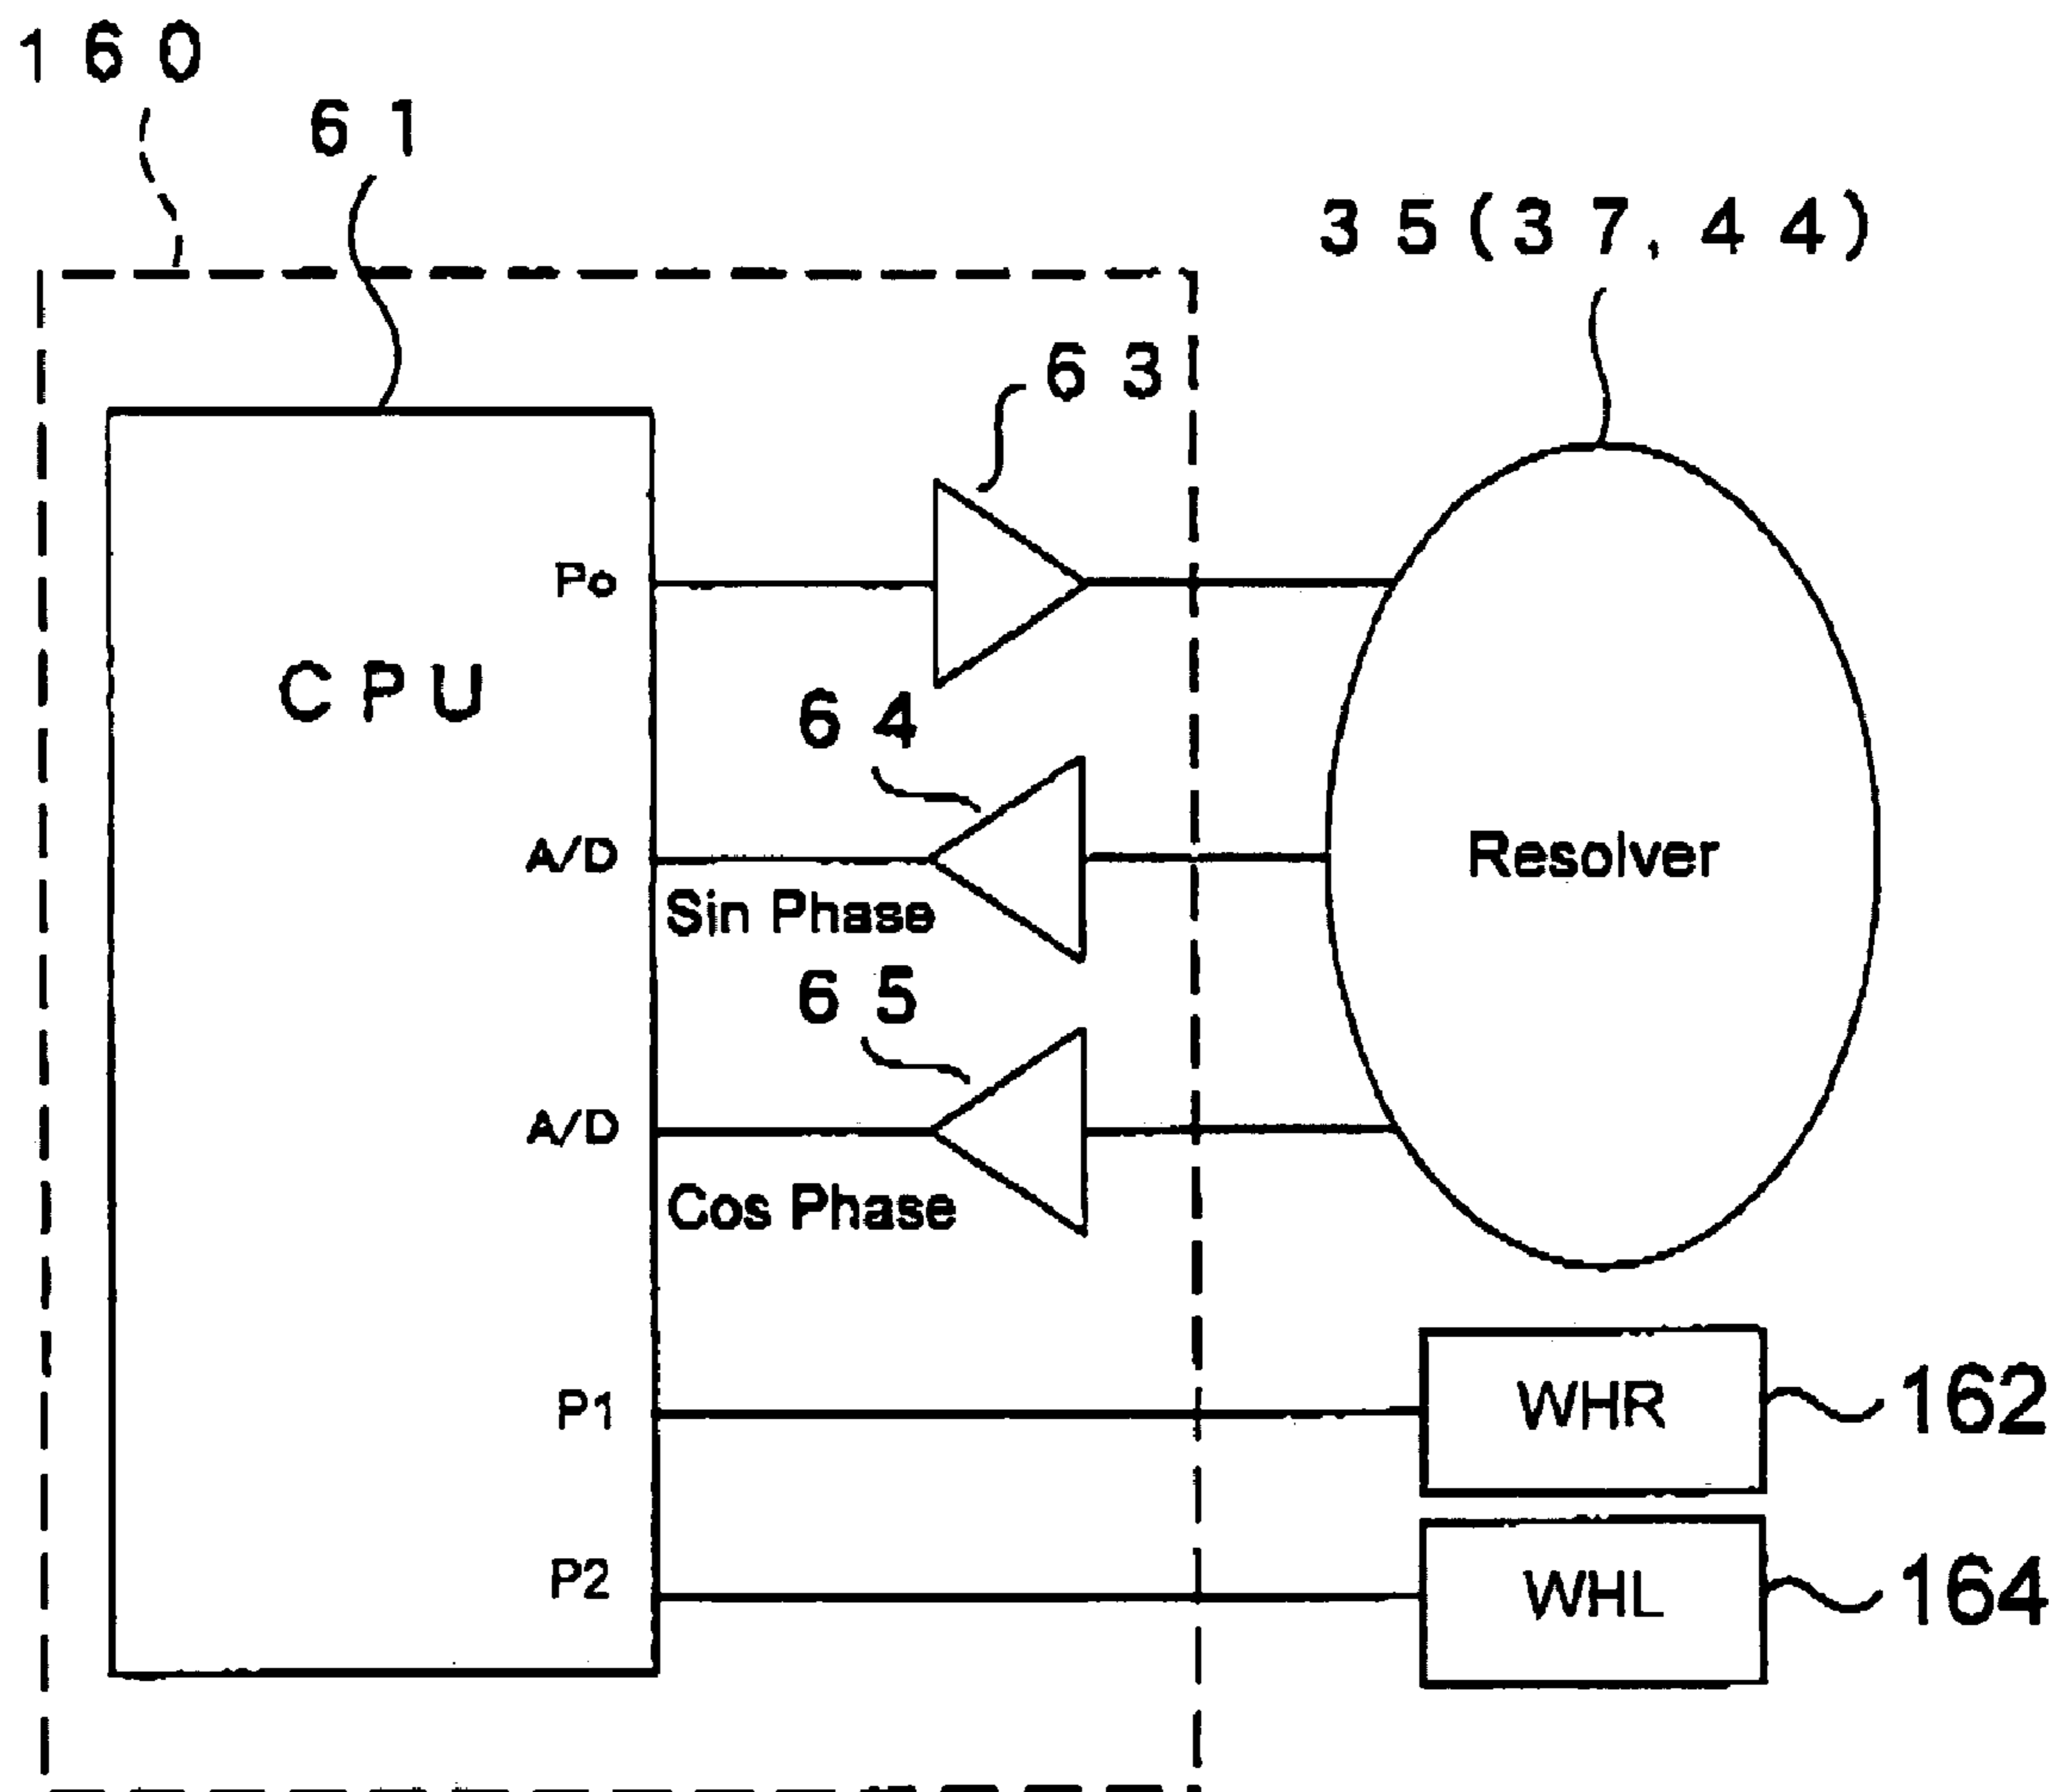 160
61
35(37,44)
63
Po
CPU
64
A/D
Resolver
Sin Phase
65
A/D
Cos Phase
P1
WHR
162
P2
WHL
164